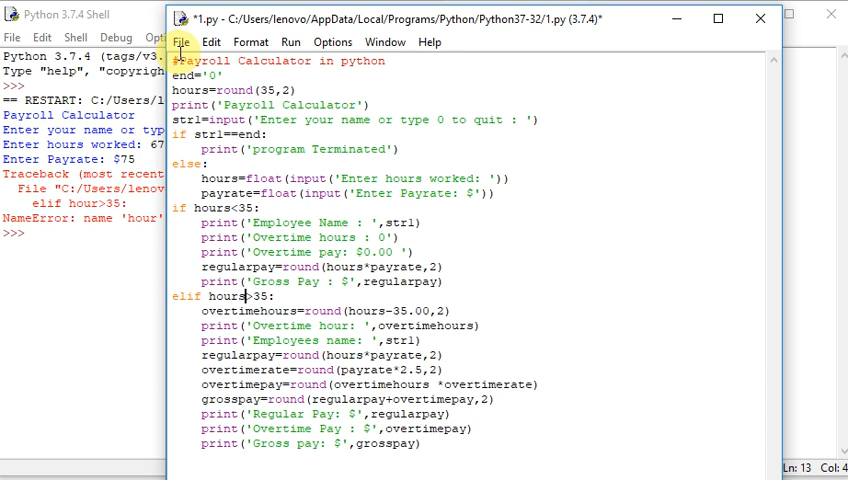 Python 3.7.4 Shell
File Edit Shell Debug
Python 3.7.4 (tags/v3.
Type "help", "copyrig
>>>
== RESTART: C:/Users/l
Payroll Calculator
Enter your name or typ
Enter hours worked: 67
Enter Payrate: $75
Traceback (most recent
File "C:/Users/lenov
elif hour>35:
NameError: name 'hour'
>>>
*1.py - C:/Users/lenovo/AppData/Local/Programs/Python/Python37-32/1.py (3.7.4)*
File Edit Format Run Options Window Help
#Payroll Calculator in python
end='0'
hours=round(35,2)
print('Payroll Calculator')
str1=input('Enter your name or type 0 to quit : ')
if str1==end:
print('program Terminated')
else:
hours=float(input('Enter hours worked: '))
payrate=float(input('Enter Payrate: $'))
if hours<35:
print('Employee Name : ',str1)
print('Overtime hours : 0')
print('Overtime pay: $0.00 ')
regularpay=round(hours*payrate,2)
print('Gross Pay : $',regularpay)
elif hours>35:
overtimehours=round(hours-35.00,2)
print('Overtime hour: ',overtimehours)
print('Employees name: ',str1)
regularpay=round(hours*payrate,2)
overtimerate=round(payrate*2.5,2)
overtimepay=round(overtimehours *overtimerate)
grosspay=round(regularpay+overtimepay,2)
print('Regular Pay: $',regularpay)
print('Overtime Pay : $',overtimepay)
print('Gross pay: $',grosspay)
Ln: 13 Col: 4